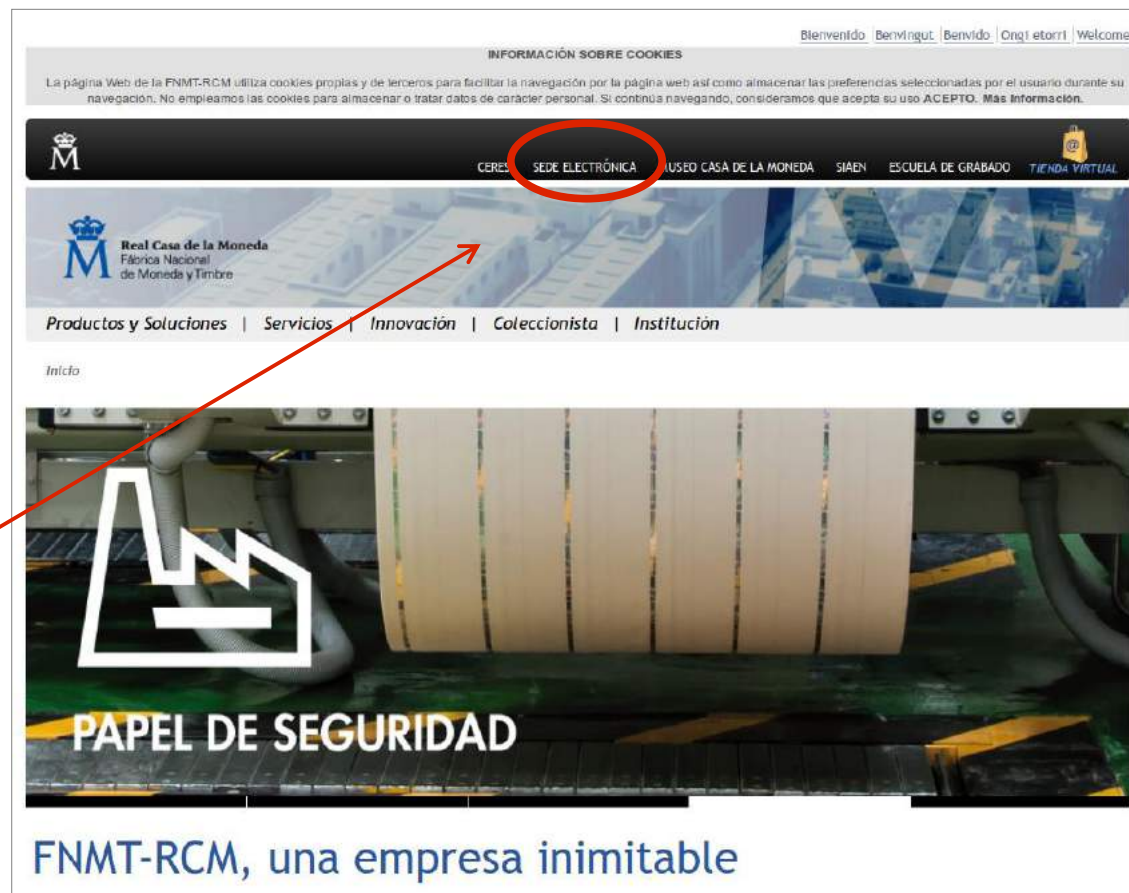 Bienvenido | Benvingut | Benvido | Ongi etorri | Welcome
INFORMACIÓN SOBRE COOKIES
La página Web de la FNMT-RCM utiliza cookies propias y de terceros para facilitar la navegación por la página web así como almacenar las preferencias seleccionadas por el usuario durante su
navegación. No empleamos las cookies para almacenar o tratar datos de carácter personal. Si continúa navegando, consideramos que acepta su uso ACEPTO. Más Información.
M
CERES SEDE ELECTRÓNICA USEO CASA DE LA MONEDA SIAEN ESCUELA DE GRABADO TIENDA VIRTUAL
@
M
Real Casa de la Moneda
Fábrica Nacional
de Moneda y Timbre
Productos y Soluciones | Servicios | Innovación | Coleccionista | Institución
Inicio
PAPEL DE SEGURIDAD
FNMT-RCM, una empresa inimitable